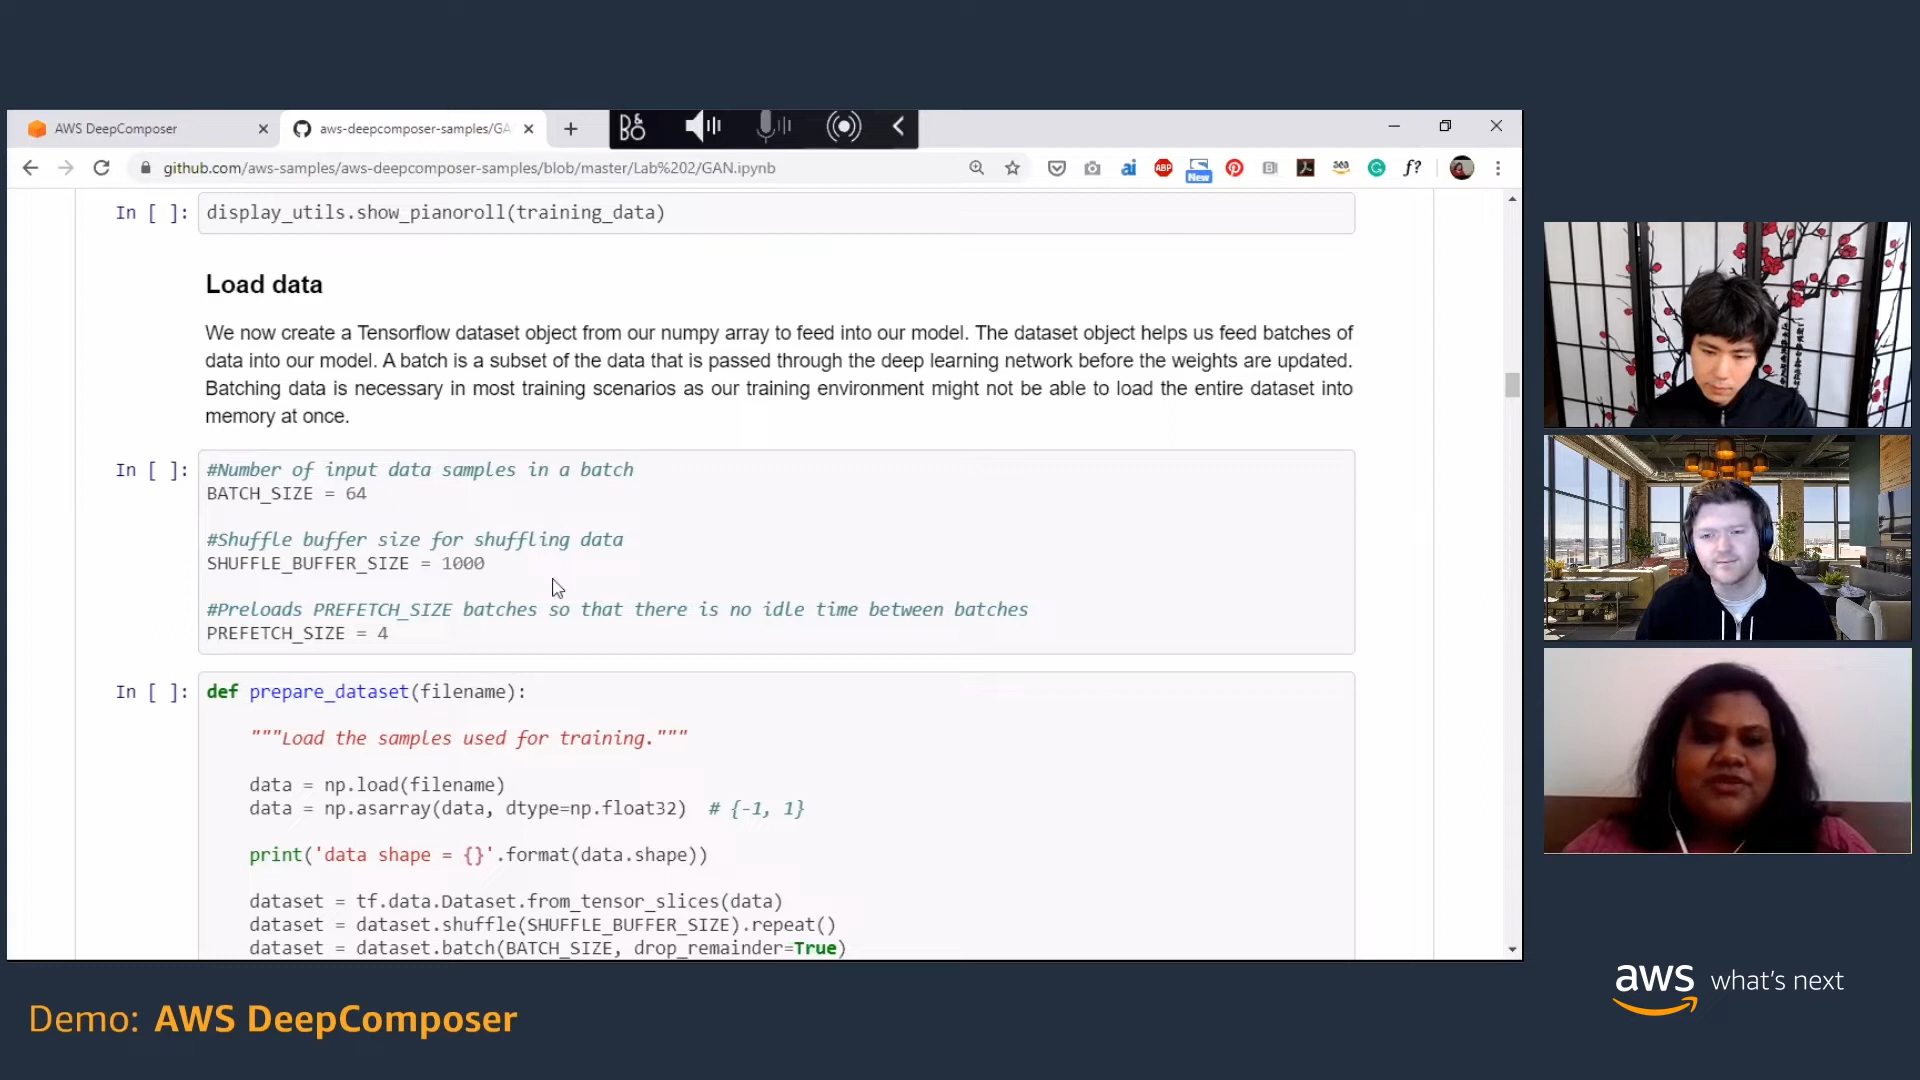 AWS DeepComposer
aws-deepcomposer-samples/GA
github.com/aws-samples/aws-deepcomposer-samples/blob/master/Lab%202/GAN.ipynb
ai
ABP
New
f?
In [ ]: display_utils.show_pianoroll(training_data)
Load data
We now create a Tensorflow dataset object from our numpy array to feed into our model. The dataset object helps us feed batches of
data into our model. A batch is a subset of the data that is passed through the deep learning network before the weights are updated.
Batching data is necessary in most training scenarios as our training environment might not be able to load the entire dataset into
memory at once.
In [ ]: #Number of input data samples in a batch
BATCH_SIZE = 64
#Shuffle buffer size for shuffling data
SHUFFLE_BUFFER_SIZE = 1000
#Preloads PREFETCH_SIZE batches so that there is no idle time between batches
PREFETCH_SIZE = 4
In [ ]: def prepare_dataset(filename):
"""Load the samples used for training."""
data = np.load(filename)
data = np.asarray(data, dtype=np.float32)  # {-1, 1}
print('data shape = {}'.format(data.shape))
dataset = tf.data.Dataset.from_tensor_slices(data)
dataset = dataset.shuffle(SHUFFLE_BUFFER_SIZE).repeat()
dataset = dataset.batch(BATCH_SIZE, drop_remainder=True)
aws what's next
Demo: AWS DeepComposer